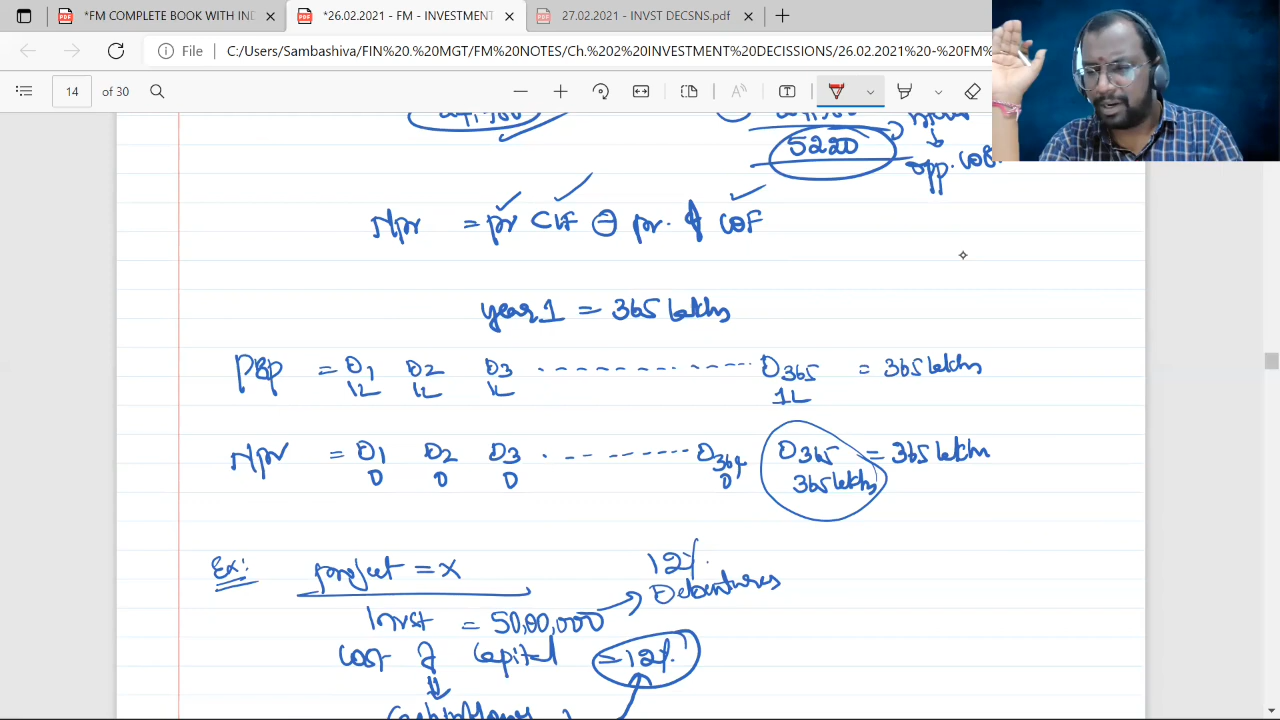 *FM COMPLETE BOOK WITH IND
*26.02.2021 - FM - INVESTMENT
27.02.2021 - INVST DECSNS.pdf
File C:/Users/Sambashiva/FIN%20.%20MGT/FM%20NOTES/Ch.%202%20INVESTMENT%20DECISSIONS/26.02.2021%20-%20FM%
14 of 30
5220
opp. cos
NPV = PV CIF ⊖ PV. of COF
year 1 = 365 lakhs
PBP = D1 D2 D3 ---------- D365 = 365 lakhs
1L 1L 1L 1L
NPV = D1 D2 D3 ---------- D364 D365 = 365 lakhs
0 0 0 0 365 lakhs
Ex: project = X 12%
Debentures
Invst = 50,00,000
Cost of Capital = 12%
Cash inflows